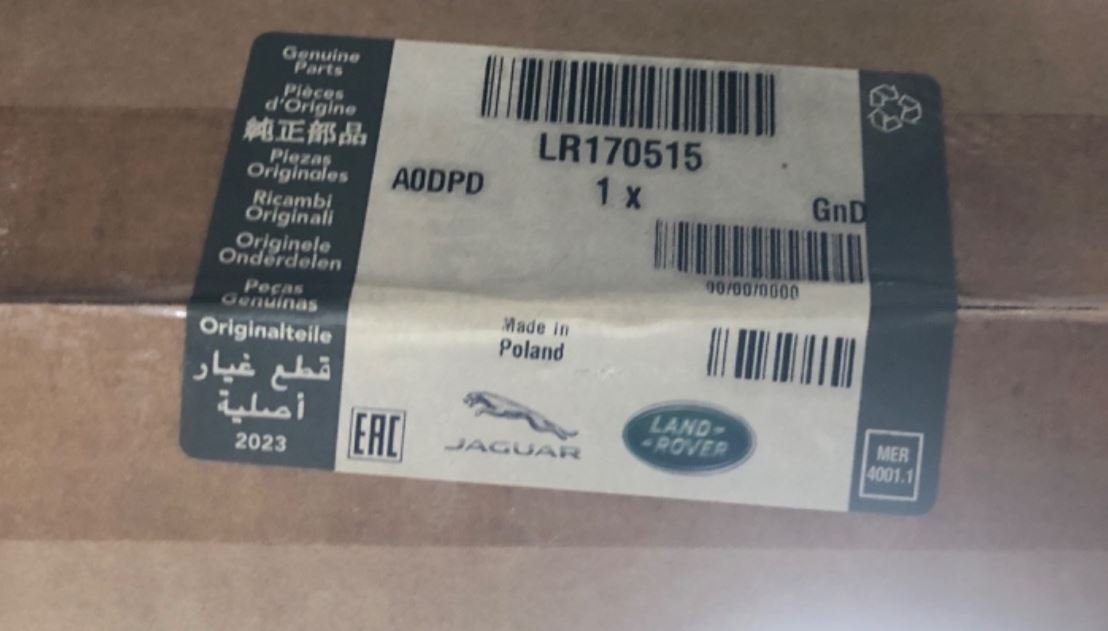 Genuine
Parts
Pièces
d'Origine
純正部品
Piezas
Originales
Ricambi
Originali
Originele
Onderdelen
Peças
Genuínas
Originalteile
قطع غيار
أصلية
2023
LR170515
A0DPD
1 x
GnD
00/00/0000
Made in
Poland
EAC
JAGUAR
LAND-
-ROVER
MER
4001.1